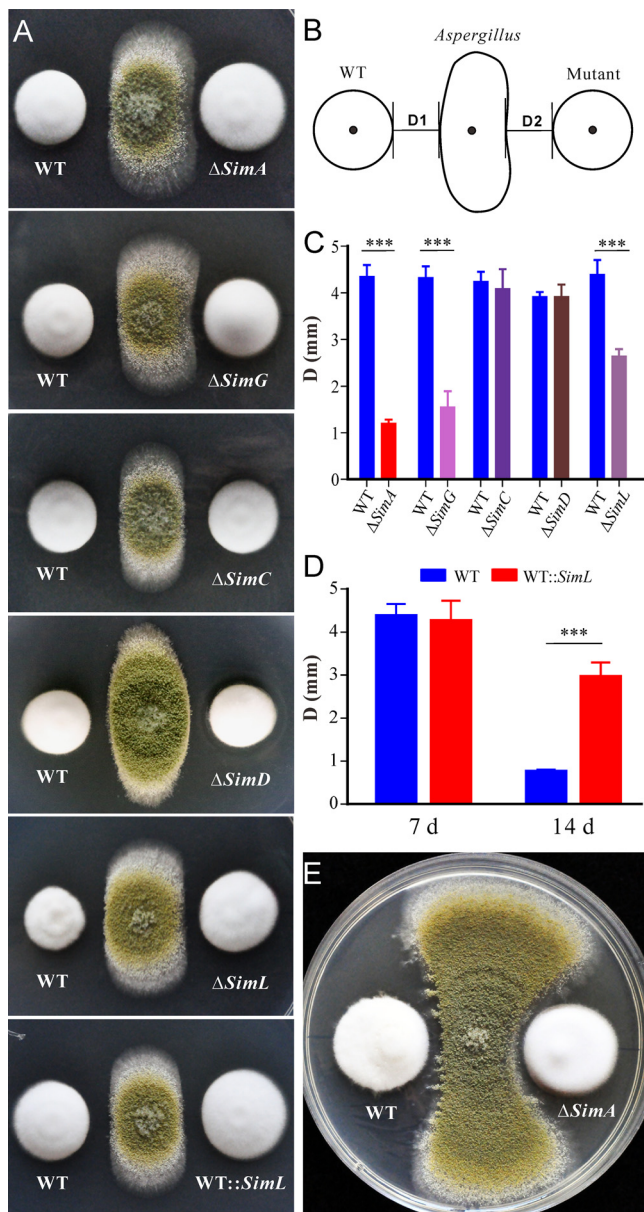 A
WT
ΔSimA
WT
ΔSimG
WT
ΔSimC
WT
ΔSimD
WT
ΔSimL
WT
WT::SimL
B
Aspergillus
WT
Mutant
D1
D2
C
***
***
***
5
4
3
2
1
0
D (mm)
WT
ΔSimA
WT
ΔSimG
WT
ΔSimC
WT
ΔSimD
WT
ΔSimL
D
WT
WT::SimL
5
4
3
2
1
0
D (mm)
***
7 d
14 d
E
WT
ΔSimA